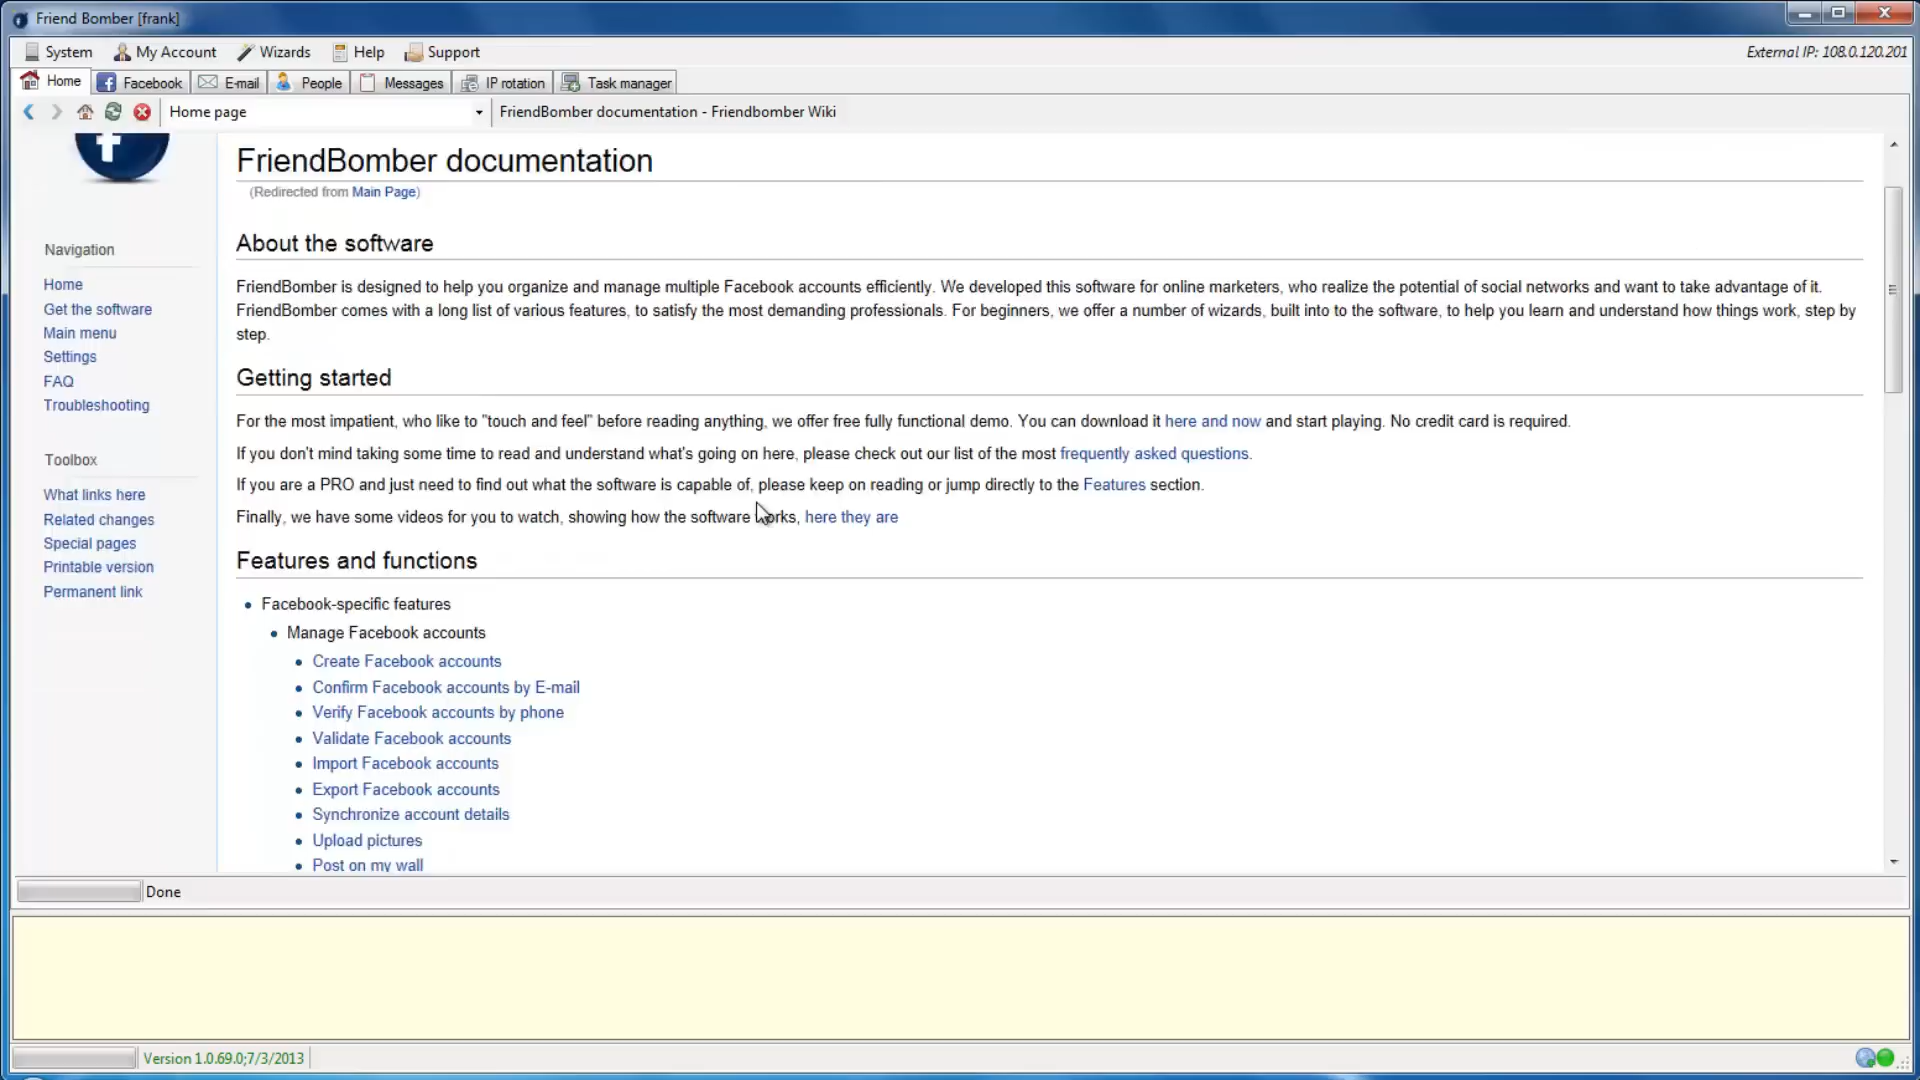 Friend Bomber [frank]
System My Account Wizards Help Support External IP: 108.0.120.201
Home Facebook E-mail People Messages IP rotation Task manager
Home page FriendBomber documentation - Friendbomber Wiki
FriendBomber documentation
(Redirected from Main Page)
Navigation
Home
Get the software
Main menu
Settings
FAQ
Troubleshooting
Toolbox
What links here
Related changes
Special pages
Printable version
Permanent link
About the software
FriendBomber is designed to help you organize and manage multiple Facebook accounts efficiently. We developed this software for online marketers, who realize the potential of social networks and want to take advantage of it.
FriendBomber comes with a long list of various features, to satisfy the most demanding professionals. For beginners, we offer a number of wizards, built into to the software, to help you learn and understand how things work, step by
step.
Getting started
For the most impatient, who like to "touch and feel" before reading anything, we offer free fully functional demo. You can download it here and now and start playing. No credit card is required.
If you don't mind taking some time to read and understand what's going on here, please check out our list of the most frequently asked questions.
If you are a PRO and just need to find out what the software is capable of, please keep on reading or jump directly to the Features section.
Finally, we have some videos for you to watch, showing how the software works, here they are
Features and functions
Facebook-specific features
Manage Facebook accounts
Create Facebook accounts
Confirm Facebook accounts by E-mail
Verify Facebook accounts by phone
Validate Facebook accounts
Import Facebook accounts
Export Facebook accounts
Synchronize account details
Upload pictures
Post on my wall
Done
Version 1.0.69.0;7/3/2013